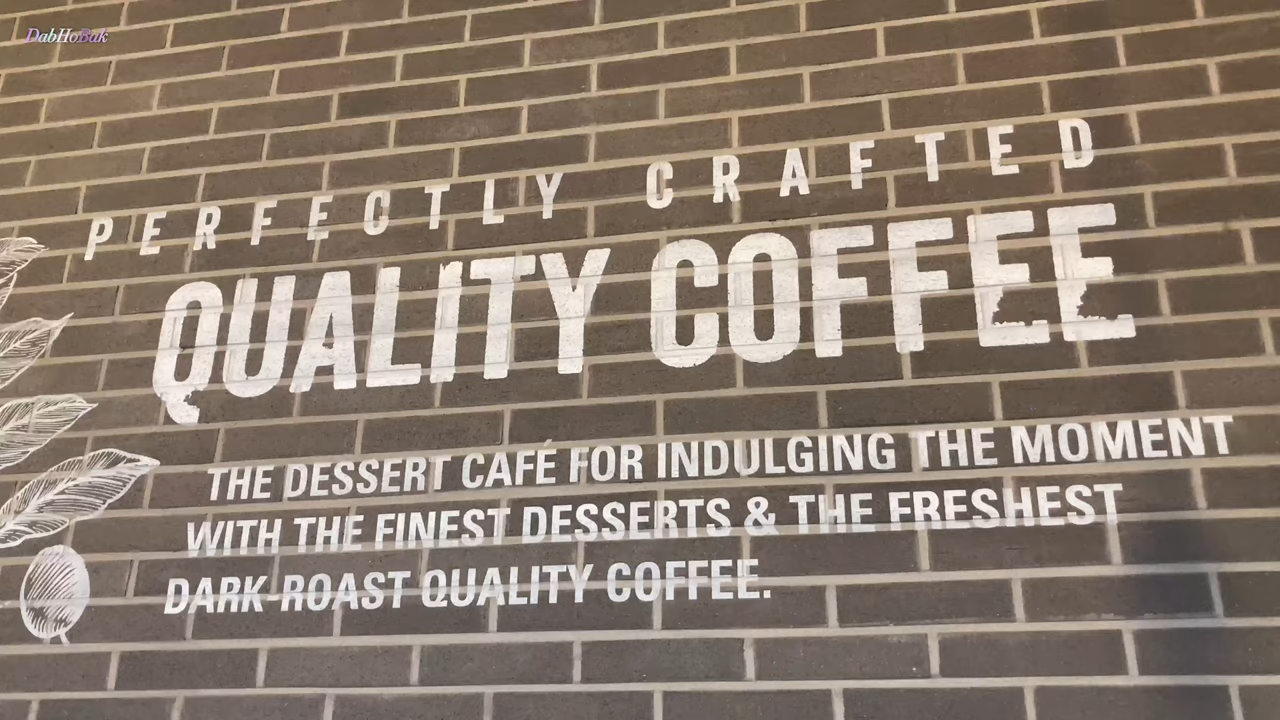 DabHoBak
PERFECTLY CRAFTED
QUALITY COFFEE
THE DESSERT CAFÉ FOR INDULGING THE MOMENT
WITH THE FINEST DESSERTS & THE FRESHEST
DARK-ROAST QUALITY COFFEE.